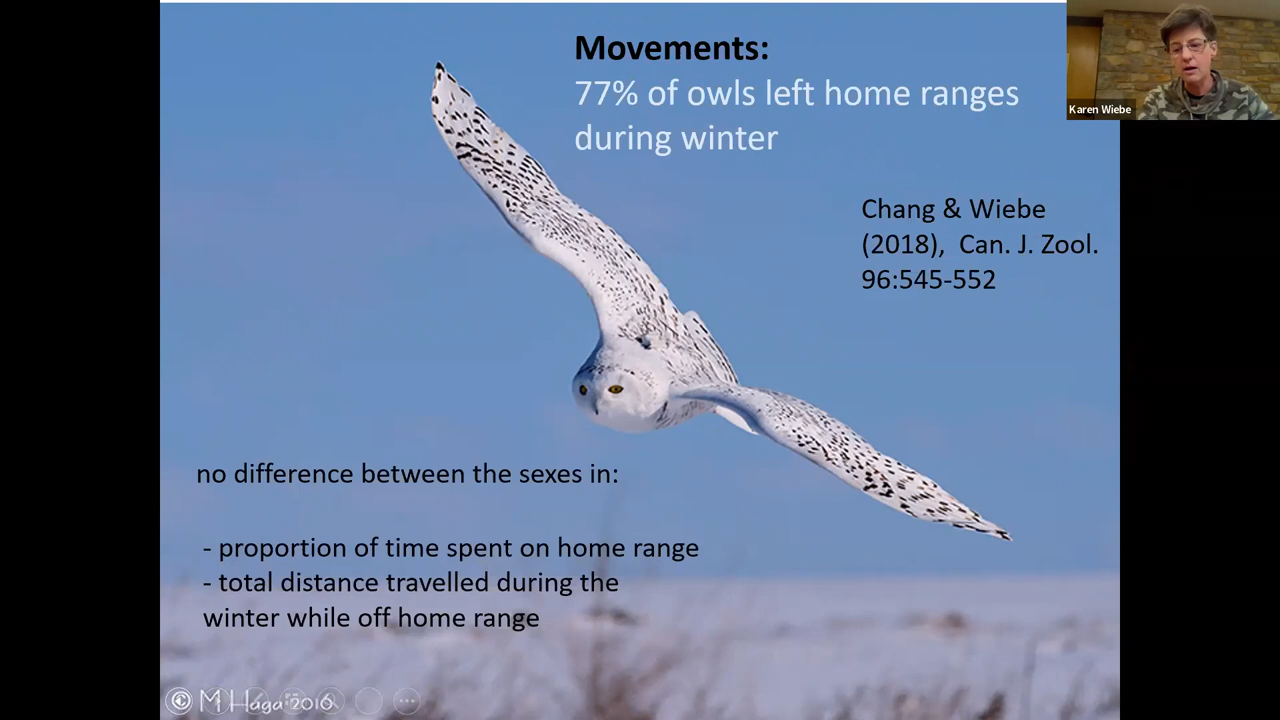 Movements:
77% of owls left home ranges
during winter
Karen Wiebe
Chang & Wiebe
(2018), Can. J. Zool.
96:545-552
no difference between the sexes in:
- proportion of time spent on home range
- total distance travelled during the
winter while off home range
© M Haga 2016